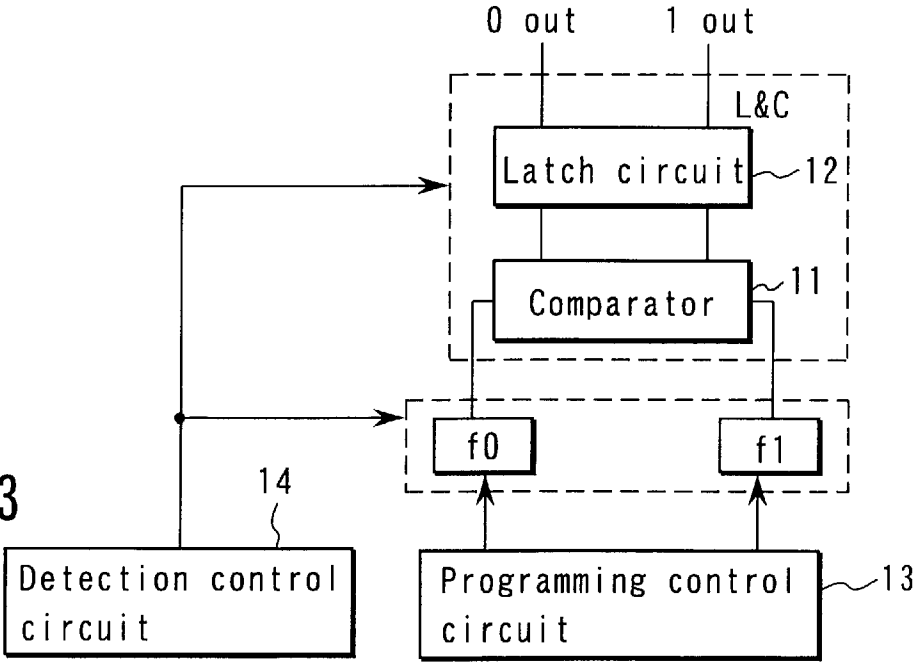 0 out 1 out
L&C
Latch circuit 12
Comparator 11
f0 f1
3
14
Detection control
circuit
Programming control
circuit
13